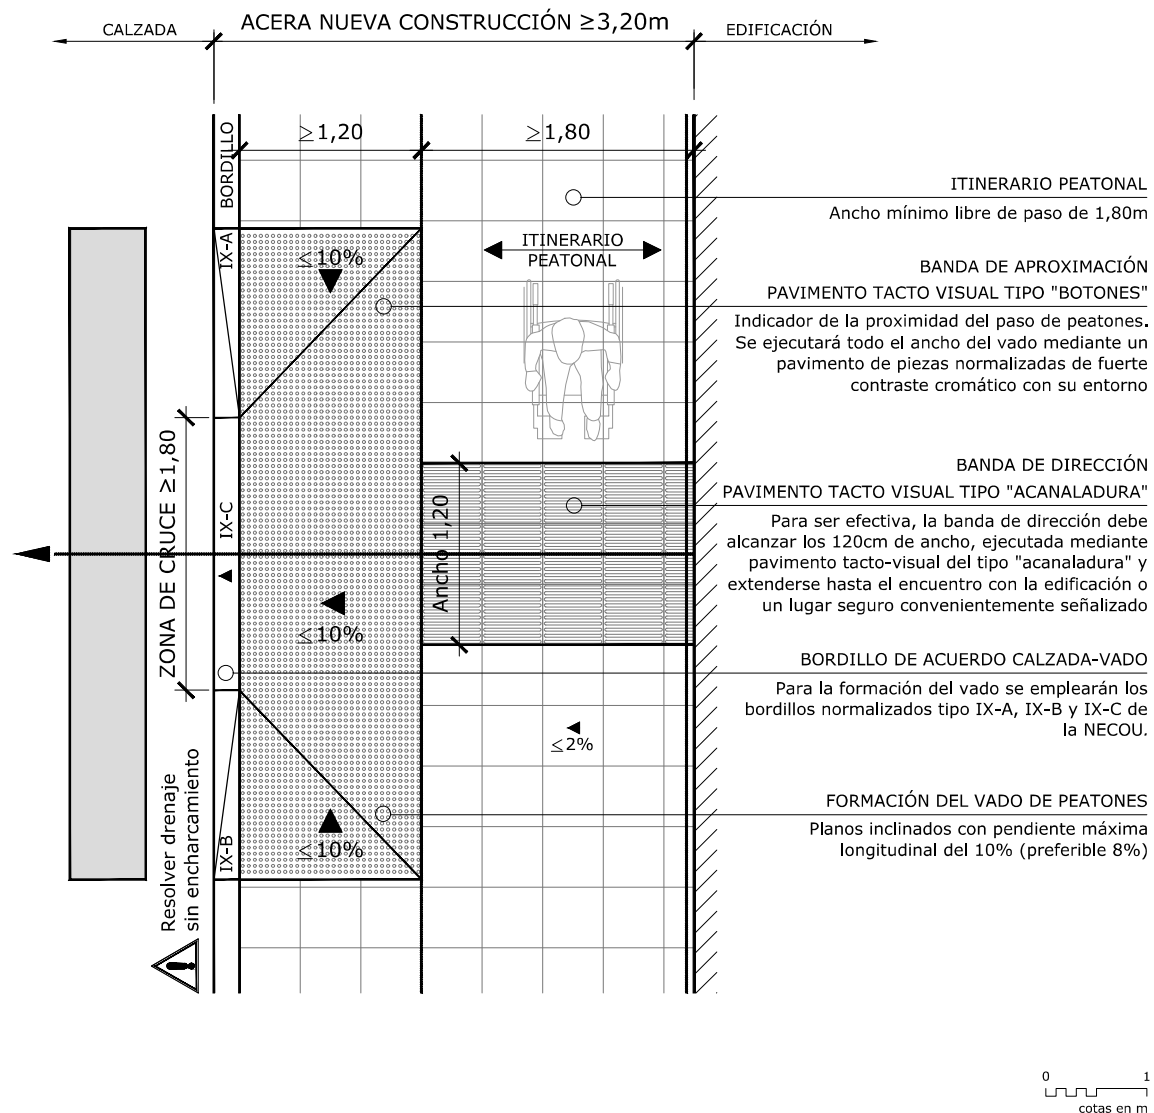 CALZADA
ACERA NUEVA CONSTRUCCIÓN ≥3,20m
EDIFICACIÓN
BORDILLO
≥1,20
≥1,80
ITINERARIO PEATONAL
Ancho mínimo libre de paso de 1,80m
IX-A
≤10%
ITINERARIO
PEATONAL
BANDA DE APROXIMACIÓN
PAVIMENTO TACTO VISUAL TIPO "BOTONES"
Indicador de la proximidad del paso de peatones.
Se ejecutará todo el ancho del vado mediante un
pavimento de piezas normalizadas de fuerte
contraste cromático con su entorno
ZONA DE CRUCE ≥1,80
IX-C
Ancho 1,20
BANDA DE DIRECCIÓN
PAVIMENTO TACTO VISUAL TIPO "ACANALADURA"
Para ser efectiva, la banda de dirección debe
alcanzar los 120cm de ancho, ejecutada mediante
pavimento tacto-visual del tipo "acanaladura" y
extenderse hasta el encuentro con la edificación o
un lugar seguro convenientemente señalizado
≤10%
BORDILLO DE ACUERDO CALZADA-VADO
Para la formación del vado se emplearán los
bordillos normalizados tipo IX-A, IX-B y IX-C de
la NECOU.
≤2%
Resolver drenaje
sin encharcamiento
IX-B
≤10%
FORMACIÓN DEL VADO DE PEATONES
Planos inclinados con pendiente máxima
longitudinal del 10% (preferible 8%)
0 1
cotas en m